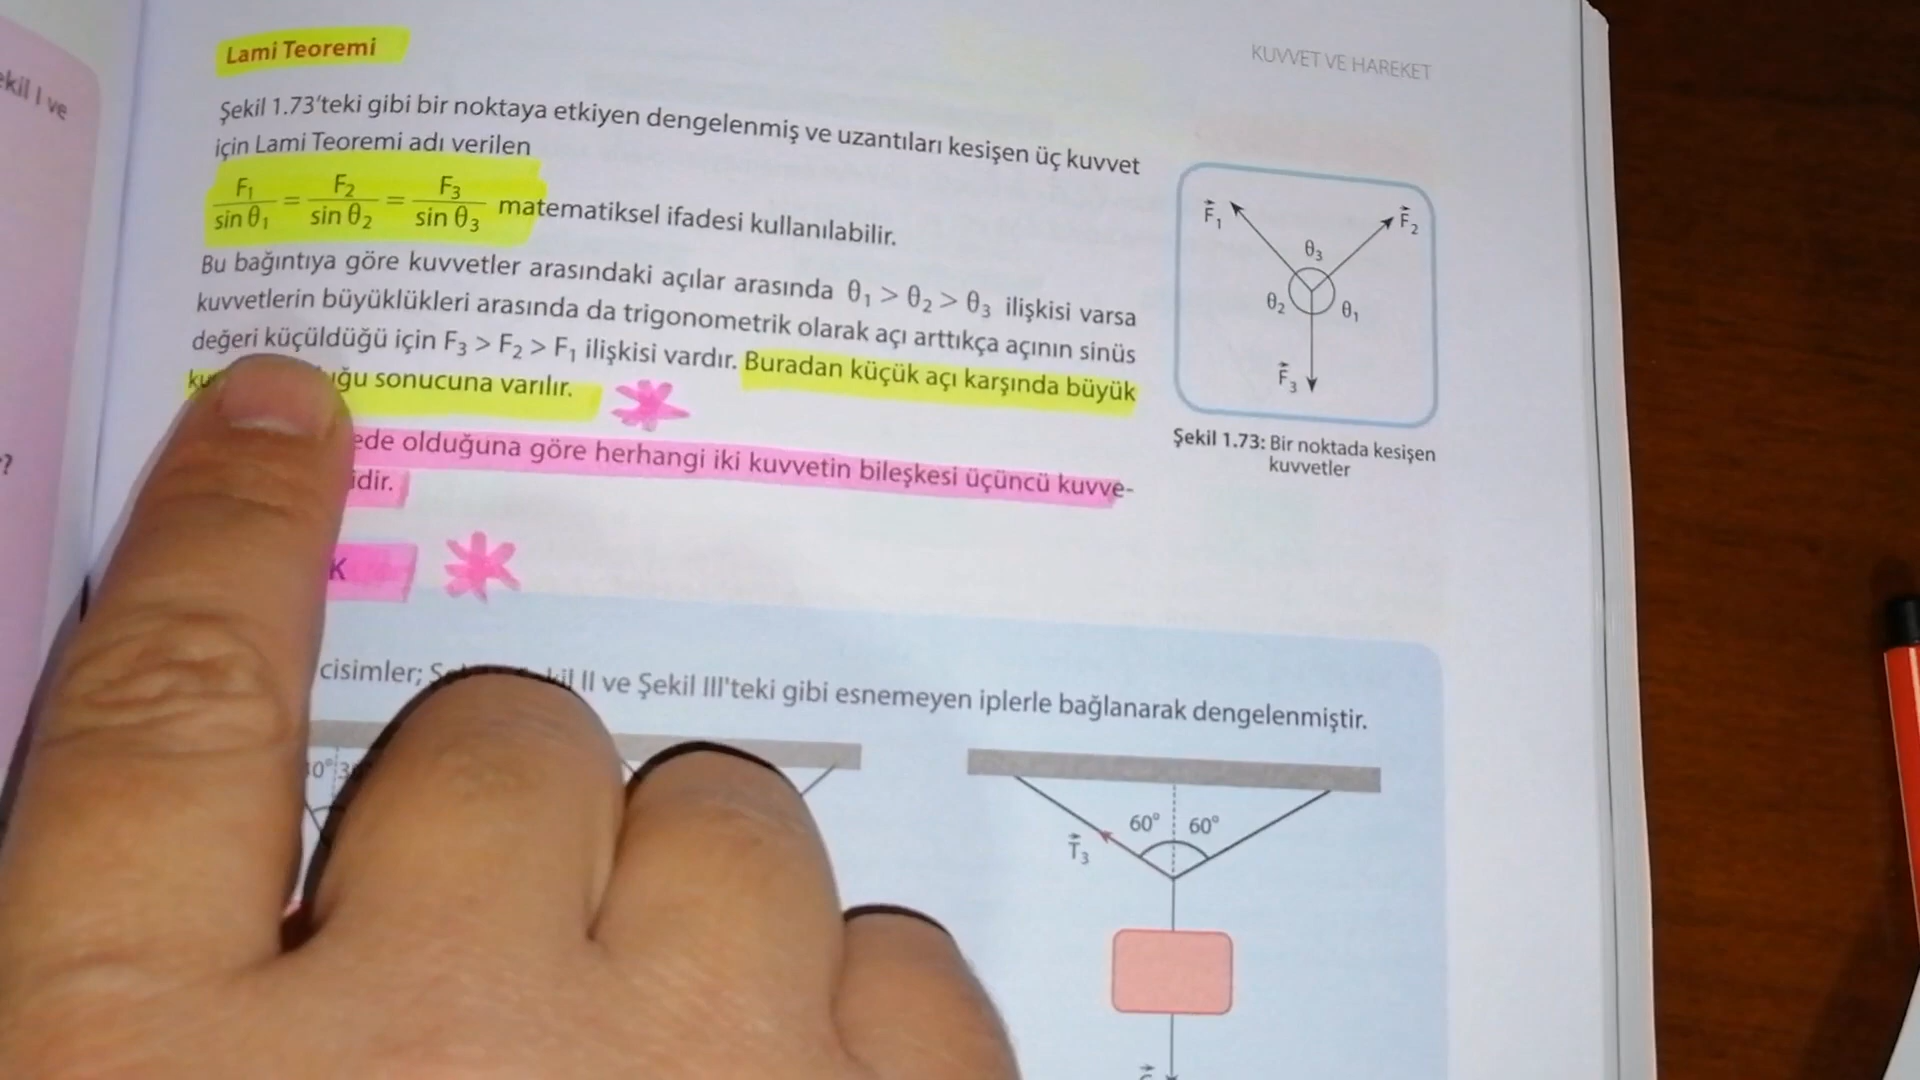 ekil I ve
KUVVET VE HAREKET
Lami Teoremi
Şekil 1.73'teki gibi bir noktaya etkiyen dengelenmiş ve uzantıları kesişen üç kuvvet
için Lami Teoremi adı verilen
F₁/sin θ₁ = F₂/sin θ₂ = F₃/sin θ₃ matematiksel ifadesi kullanılabilir.
Bu bağıntıya göre kuvvetler arasındaki açılar arasında θ₁ > θ₂ > θ₃ ilişkisi varsa
kuvvetlerin büyüklükleri arasında da trigonometrik olarak açı arttıkça açının sinüs
değeri küçüldüğü için F₃ > F₂ > F₁ ilişkisi vardır. Buradan küçük açı karşında büyük
sonucuna varılır.
olduğuna göre herhangi iki kuvvetin bileşkesi üçüncü kuvve-
idir.
K
F₁
F₂
θ₃
θ₂
θ₁
F₃
Şekil 1.73: Bir noktada kesişen
kuvvetler
?
cisimler; II ve Şekil III'teki gibi esnemeyen iplerle bağlanarak dengelenmiştir.
60° 60°
T₃